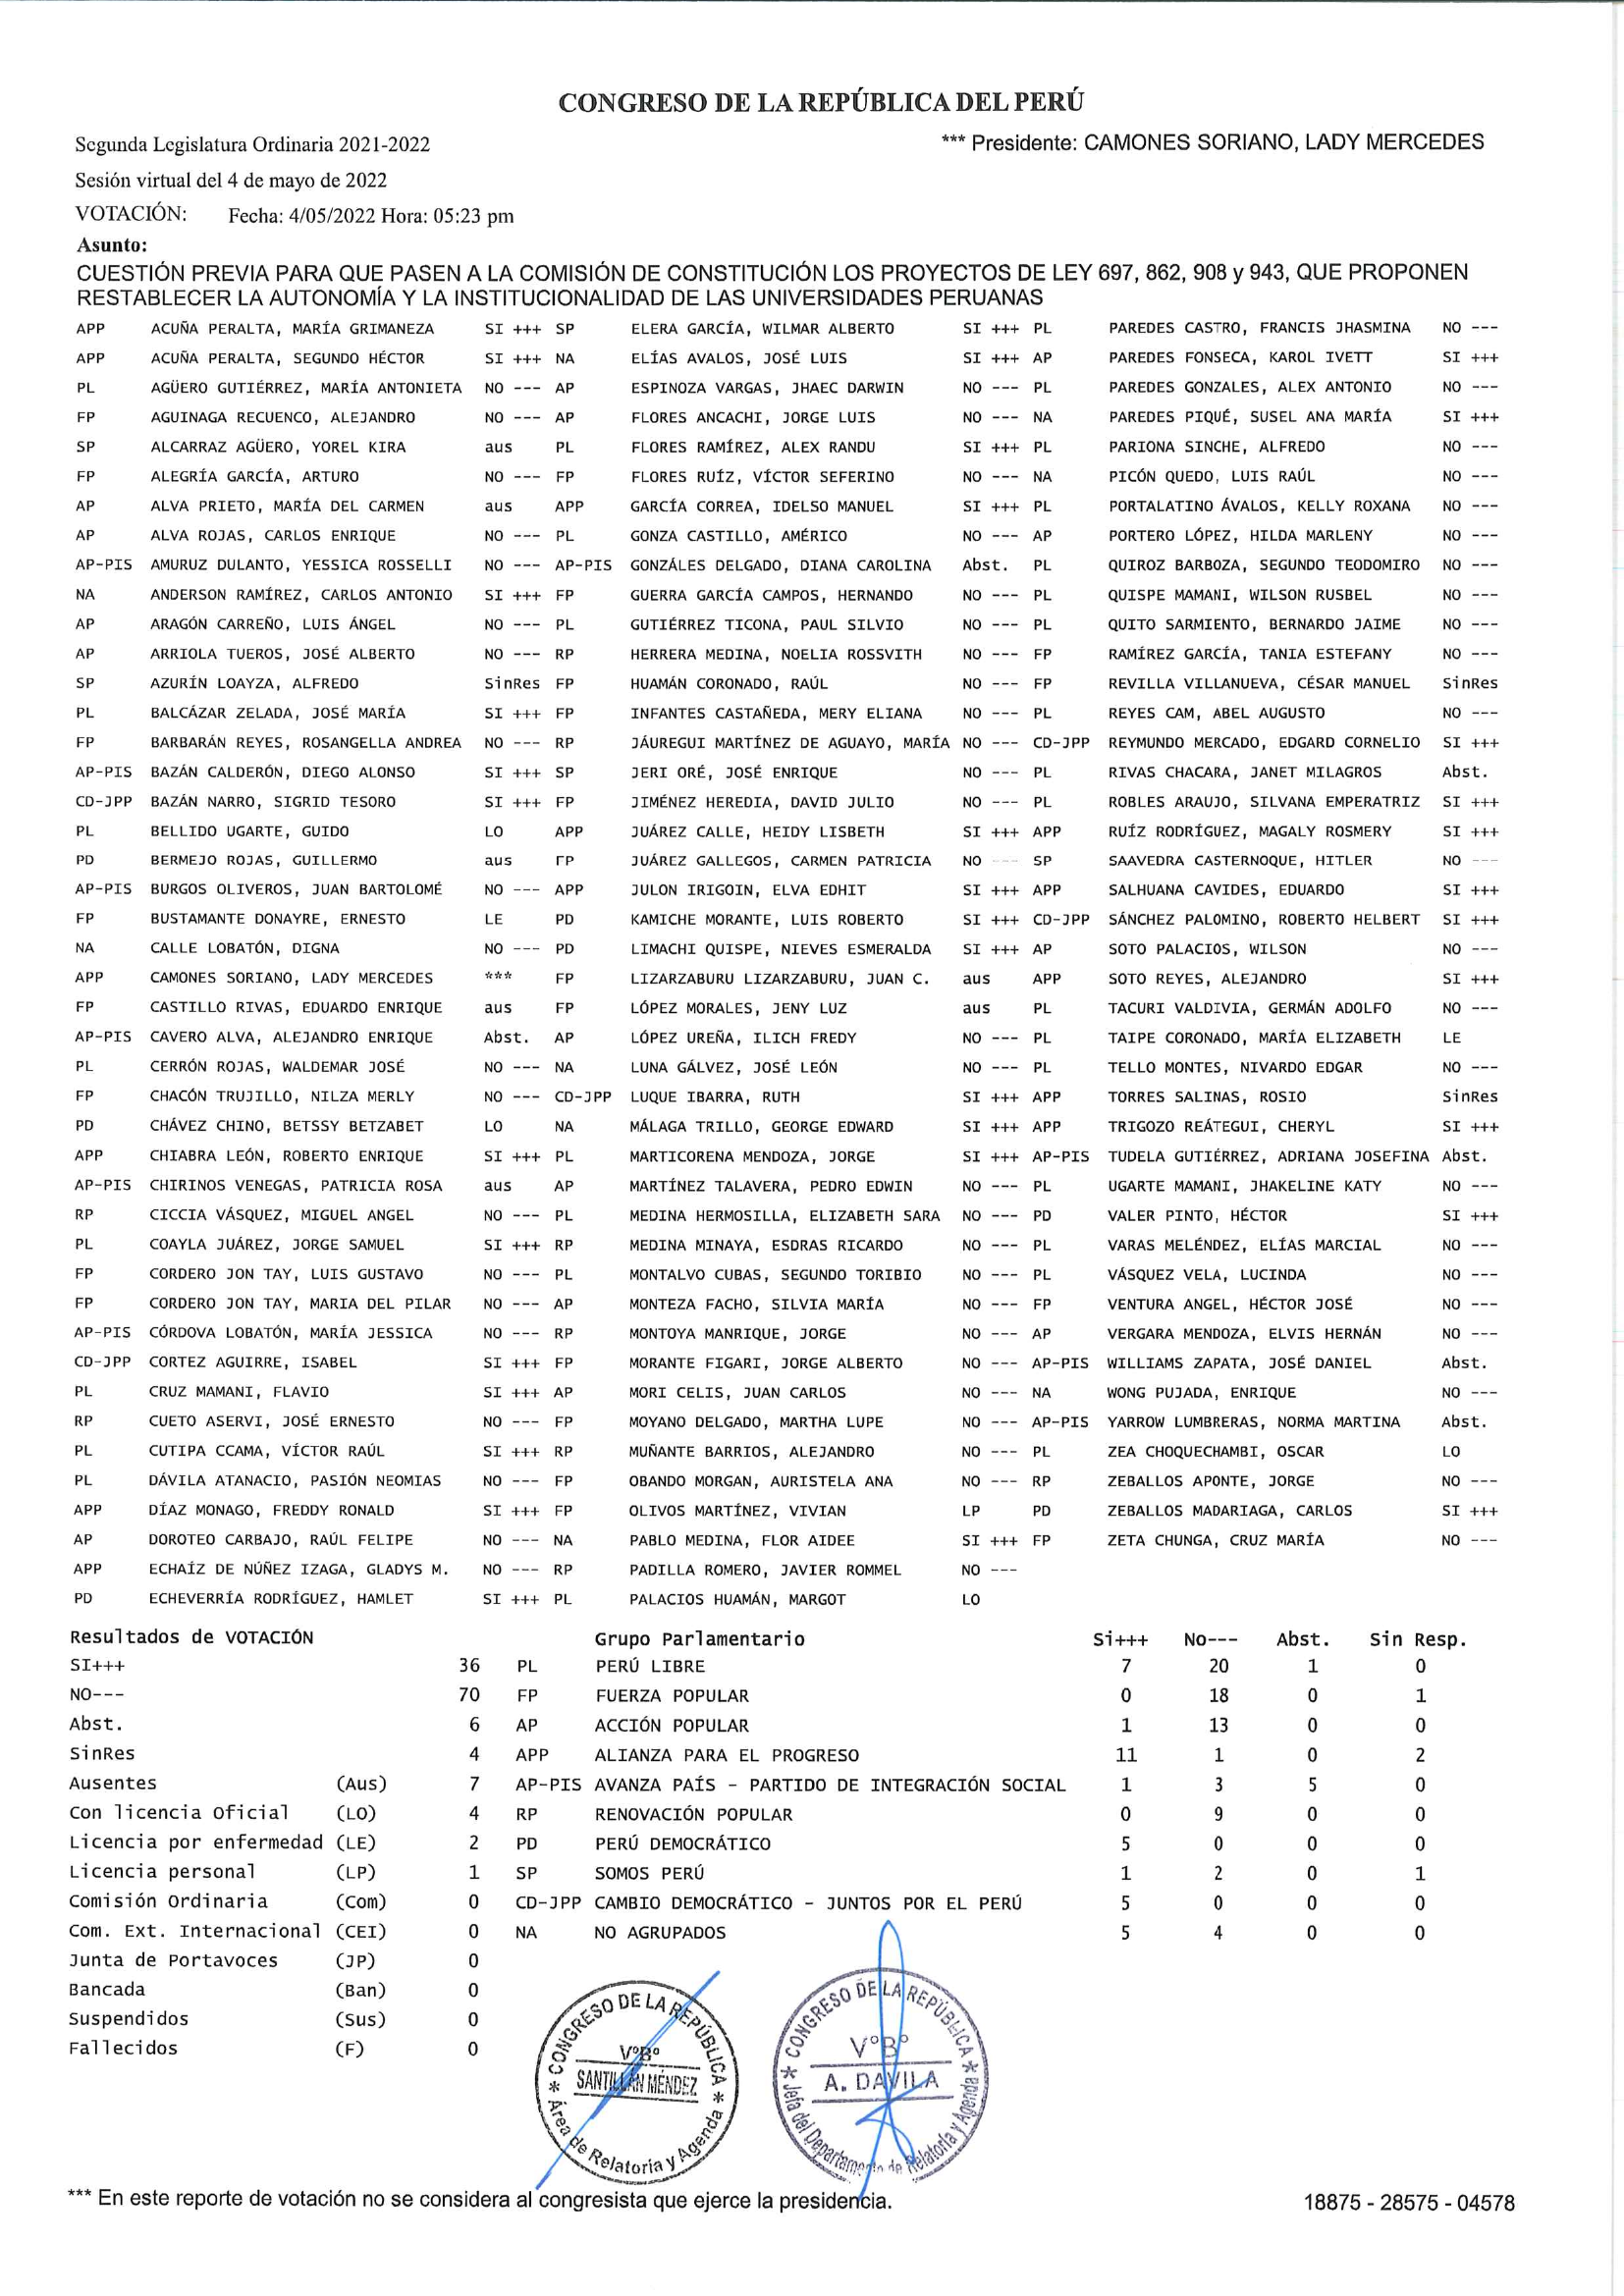 CONGRESO DE LA REPÚBLICA DEL PERÚ
Segunda Legislatura Ordinaria 2021-2022 *** Presidente: CAMONES SORIANO, LADY MERCEDES
Sesión virtual del 4 de mayo de 2022
VOTACIÓN: Fecha: 4/05/2022 Hora: 05:23 pm
Asunto:
CUESTIÓN PREVIA PARA QUE PASEN A LA COMISIÓN DE CONSTITUCIÓN LOS PROYECTOS DE LEY 697, 862, 908 y 943, QUE PROPONEN
RESTABLECER LA AUTONOMÍA Y LA INSTITUCIONALIDAD DE LAS UNIVERSIDADES PERUANAS
APP ACUÑA PERALTA, MARÍA GRIMANEZA SI +++ SP ELERA GARCÍA, WILMAR ALBERTO SI +++ PL PAREDES CASTRO, FRANCIS JHASMINA NO ---
APP ACUÑA PERALTA, SEGUNDO HÉCTOR SI +++ NA ELÍAS AVALOS, JOSÉ LUIS SI +++ AP PAREDES FONSECA, KAROL IVETT SI +++
PL AGÜERO GUTIÉRREZ, MARÍA ANTONIETA NO --- AP ESPINOZA VARGAS, JHAEC DARWIN NO --- PL PAREDES GONZALES, ALEX ANTONIO NO ---
FP AGUINAGA RECUENCO, ALEJANDRO NO --- AP FLORES ANCACHI, JORGE LUIS NO --- NA PAREDES PIQUÉ, SUSEL ANA MARÍA SI +++
SP ALCARRAZ AGÜERO, YOREL KIRA aus PL FLORES RAMÍREZ, ALEX RANDU SI +++ PL PARIONA SINCHE, ALFREDO NO ---
FP ALEGRÍA GARCÍA, ARTURO NO --- FP FLORES RUÍZ, VÍCTOR SEFERINO NO --- NA PICÓN QUEDO, LUIS RAÚL NO ---
AP ALVA PRIETO, MARÍA DEL CARMEN aus APP GARCÍA CORREA, IDELSO MANUEL SI +++ PL PORTALATINO ÁVALOS, KELLY ROXANA NO ---
AP ALVA ROJAS, CARLOS ENRIQUE NO --- PL GONZA CASTILLO, AMÉRICO NO --- AP PORTERO LÓPEZ, HILDA MARLENY NO ---
AP-PIS AMURUZ DULANTO, YESSICA ROSSELLI NO --- AP-PIS GONZÁLES DELGADO, DIANA CAROLINA Abst. PL QUIROZ BARBOZA, SEGUNDO TEODOMIRO NO ---
NA ANDERSON RAMÍREZ, CARLOS ANTONIO SI +++ FP GUERRA GARCÍA CAMPOS, HERNANDO NO --- PL QUISPE MAMANI, WILSON RUSBEL NO ---
AP ARAGÓN CARREÑO, LUIS ÁNGEL NO --- PL GUTIÉRREZ TICONA, PAUL SILVIO NO --- PL QUITO SARMIENTO, BERNARDO JAIME NO ---
AP ARRIOLA TUEROS, JOSÉ ALBERTO NO --- RP HERRERA MEDINA, NOELIA ROSSVITH NO --- FP RAMÍREZ GARCÍA, TANIA ESTEFANY NO ---
SP AZURÍN LOAYZA, ALFREDO SinRes FP HUAMÁN CORONADO, RAÚL NO --- FP REVILLA VILLANUEVA, CÉSAR MANUEL SinRes
PL BALCÁZAR ZELADA, JOSÉ MARÍA SI +++ FP INFANTES CASTAÑEDA, MERY ELIANA NO --- PL REYES CAM, ABEL AUGUSTO NO ---
FP BARBARÁN REYES, ROSANGELLA ANDREA NO --- RP JÁUREGUI MARTÍNEZ DE AGUAYO, MARÍA NO --- CD-JPP REYMUNDO MERCADO, EDGARD CORNELIO SI +++
AP-PIS BAZÁN CALDERÓN, DIEGO ALONSO SI +++ SP JERI ORÉ, JOSÉ ENRIQUE NO --- PL RIVAS CHACARA, JANET MILAGROS Abst.
CD-JPP BAZÁN NARRO, SIGRID TESORO SI +++ FP JIMÉNEZ HEREDIA, DAVID JULIO NO --- PL ROBLES ARAUJO, SILVANA EMPERATRIZ SI +++
PL BELLIDO UGARTE, GUIDO LO APP JUÁREZ CALLE, HEIDY LISBETH SI +++ APP RUÍZ RODRÍGUEZ, MAGALY ROSMERY SI +++
PD BERMEJO ROJAS, GUILLERMO aus FP JUÁREZ GALLEGOS, CARMEN PATRICIA NO --- SP SAAVEDRA CASTERNOQUE, HITLER NO ---
AP-PIS BURGOS OLIVEROS, JUAN BARTOLOMÉ NO --- APP JULON IRIGOIN, ELVA EDHIT SI +++ APP SALHUANA CAVIDES, EDUARDO SI +++
FP BUSTAMANTE DONAYRE, ERNESTO LE PD KAMICHE MORANTE, LUIS ROBERTO SI +++ CD-JPP SÁNCHEZ PALOMINO, ROBERTO HELBERT SI +++
NA CALLE LOBATÓN, DIGNA NO --- PD LIMACHI QUISPE, NIEVES ESMERALDA SI +++ AP SOTO PALACIOS, WILSON NO ---
APP CAMONES SORIANO, LADY MERCEDES *** FP LIZARZABURU LIZARZABURU, JUAN C. aus APP SOTO REYES, ALEJANDRO SI +++
FP CASTILLO RIVAS, EDUARDO ENRIQUE aus FP LÓPEZ MORALES, JENY LUZ aus PL TACURI VALDIVIA, GERMÁN ADOLFO NO ---
AP-PIS CAVERO ALVA, ALEJANDRO ENRIQUE Abst. AP LÓPEZ UREÑA, ILICH FREDY NO --- PL TAIPE CORONADO, MARÍA ELIZABETH LE
PL CERRÓN ROJAS, WALDEMAR JOSÉ NO --- NA LUNA GÁLVEZ, JOSÉ LEÓN NO --- PL TELLO MONTES, NIVARDO EDGAR NO ---
FP CHACÓN TRUJILLO, NILZA MERLY NO --- CD-JPP LUQUE IBARRA, RUTH SI +++ APP TORRES SALINAS, ROSIO SinRes
PD CHÁVEZ CHINO, BETSSY BETZABET LO NA MÁLAGA TRILLO, GEORGE EDWARD SI +++ APP TRIGOZO REÁTEGUI, CHERYL SI +++
APP CHIABRA LEÓN, ROBERTO ENRIQUE SI +++ PL MARTICORENA MENDOZA, JORGE SI +++ AP-PIS TUDELA GUTIÉRREZ, ADRIANA JOSEFINA Abst.
AP-PIS CHIRINOS VENEGAS, PATRICIA ROSA aus AP MARTÍNEZ TALAVERA, PEDRO EDWIN NO --- PL UGARTE MAMANI, JHAKELINE KATY NO ---
RP CICCIA VÁSQUEZ, MIGUEL ANGEL NO --- PL MEDINA HERMOSILLA, ELIZABETH SARA NO --- PD VALER PINTO, HÉCTOR SI +++
PL COAYLA JUÁREZ, JORGE SAMUEL SI +++ RP MEDINA MINAYA, ESDRAS RICARDO NO --- PL VARAS MELÉNDEZ, ELÍAS MARCIAL NO ---
FP CORDERO JON TAY, LUIS GUSTAVO NO --- PL MONTALVO CUBAS, SEGUNDO TORIBIO NO --- PL VÁSQUEZ VELA, LUCINDA NO ---
FP CORDERO JON TAY, MARIA DEL PILAR NO --- AP MONTEZA FACHO, SILVIA MARÍA NO --- FP VENTURA ANGEL, HÉCTOR JOSÉ NO ---
AP-PIS CÓRDOVA LOBATÓN, MARÍA JESSICA NO --- RP MONTOYA MANRIQUE, JORGE NO --- AP VERGARA MENDOZA, ELVIS HERNÁN NO ---
CD-JPP CORTEZ AGUIRRE, ISABEL SI +++ FP MORANTE FIGARI, JORGE ALBERTO NO --- AP-PIS WILLIAMS ZAPATA, JOSÉ DANIEL Abst.
PL CRUZ MAMANI, FLAVIO SI +++ AP MORI CELIS, JUAN CARLOS NO --- NA WONG PUJADA, ENRIQUE NO ---
RP CUETO ASERVI, JOSÉ ERNESTO NO --- FP MOYANO DELGADO, MARTHA LUPE NO --- AP-PIS YARROW LUMBRERAS, NORMA MARTINA Abst.
PL CUTIPA CCAMA, VÍCTOR RAÚL SI +++ RP MUÑANTE BARRIOS, ALEJANDRO NO --- PL ZEA CHOQUECHAMBI, OSCAR LO
PL DÁVILA ATANACIO, PASIÓN NEOMIAS NO --- FP OBANDO MORGAN, AURISTELA ANA NO --- RP ZEBALLOS APONTE, JORGE NO ---
APP DÍAZ MONAGO, FREDDY RONALD SI +++ FP OLIVOS MARTÍNEZ, VIVIAN LP PD ZEBALLOS MADARIAGA, CARLOS SI +++
AP DOROTEO CARBAJO, RAÚL FELIPE NO --- NA PABLO MEDINA, FLOR AIDEE SI +++ FP ZETA CHUNGA, CRUZ MARÍA NO ---
APP ECHAÍZ DE NÚÑEZ IZAGA, GLADYS M. NO --- RP PADILLA ROMERO, JAVIER ROMMEL NO ---
PD ECHEVERRÍA RODRÍGUEZ, HAMLET SI +++ PL PALACIOS HUAMÁN, MARGOT LO
Resultados de VOTACIÓN Grupo Parlamentario Si+++ No--- Abst. Sin Resp.
SI+++ 36 PL PERÚ LIBRE 7 20 1 0
NO--- 70 FP FUERZA POPULAR 0 18 0 1
Abst. 6 AP ACCIÓN POPULAR 1 13 0 0
SinRes 4 APP ALIANZA PARA EL PROGRESO 11 1 0 2
Ausentes (Aus) 7 AP-PIS AVANZA PAÍS - PARTIDO DE INTEGRACIÓN SOCIAL 1 3 5 0
Con licencia Oficial (LO) 4 RP RENOVACIÓN POPULAR 0 9 0 0
Licencia por enfermedad (LE) 2 PD PERÚ DEMOCRÁTICO 5 0 0 0
Licencia personal (LP) 1 SP SOMOS PERÚ 1 2 0 1
Comisión Ordinaria (Com) 0 CD-JPP CAMBIO DEMOCRÁTICO - JUNTOS POR EL PERÚ 5 0 0 0
Com. Ext. Internacional (CEI) 0 NA NO AGRUPADOS 5 4 0 0
Junta de Portavoces (JP) 0
Bancada (Ban) 0
Suspendidos (Sus) 0
Fallecidos (F) 0
* CONGRESO DE LA REPÚBLICA *
V°B°
SANTILLÁN MÉNDEZ
Área de Relatoria y Agenda
* CONGRESO DE LA REPÚBLICA *
V°B°
A. DAVILA
Jefa del Departamento de Relatoría y Agenda
*** En este reporte de votación no se considera al congresista que ejerce la presidencia. 18875 - 28575 - 04578